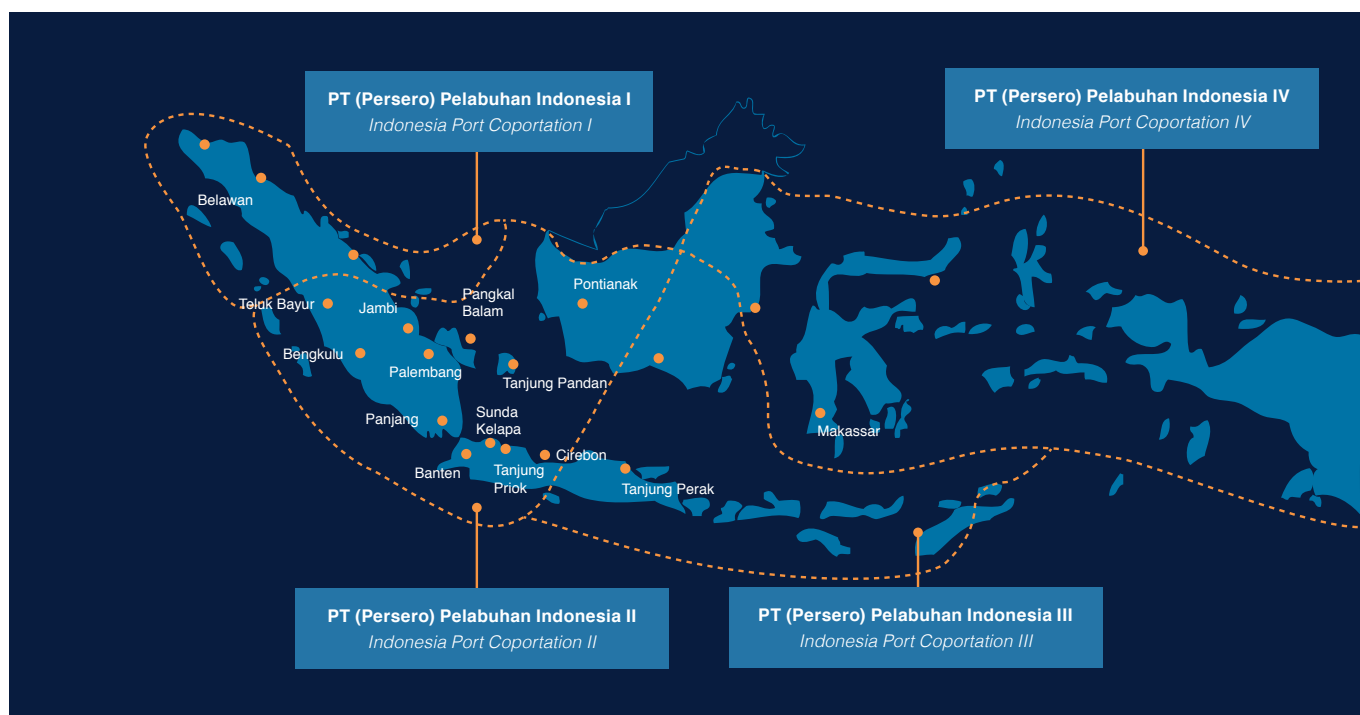 PT (Persero) Pelabuhan Indonesia I
Indonesia Port Coportation I
PT (Persero) Pelabuhan Indonesia IV
Indonesia Port Coportation IV
Belawan
Teluk Bayur
Jambi
Pangkal
Balam
Pontianak
Bengkulu
Palembang
Tanjung Pandan
Panjang
Sunda
Kelapa
Makassar
Banten
Tanjung
Priok
Cirebon
Tanjung Perak
PT (Persero) Pelabuhan Indonesia II
Indonesia Port Coportation II
PT (Persero) Pelabuhan Indonesia III
Indonesia Port Coportation III